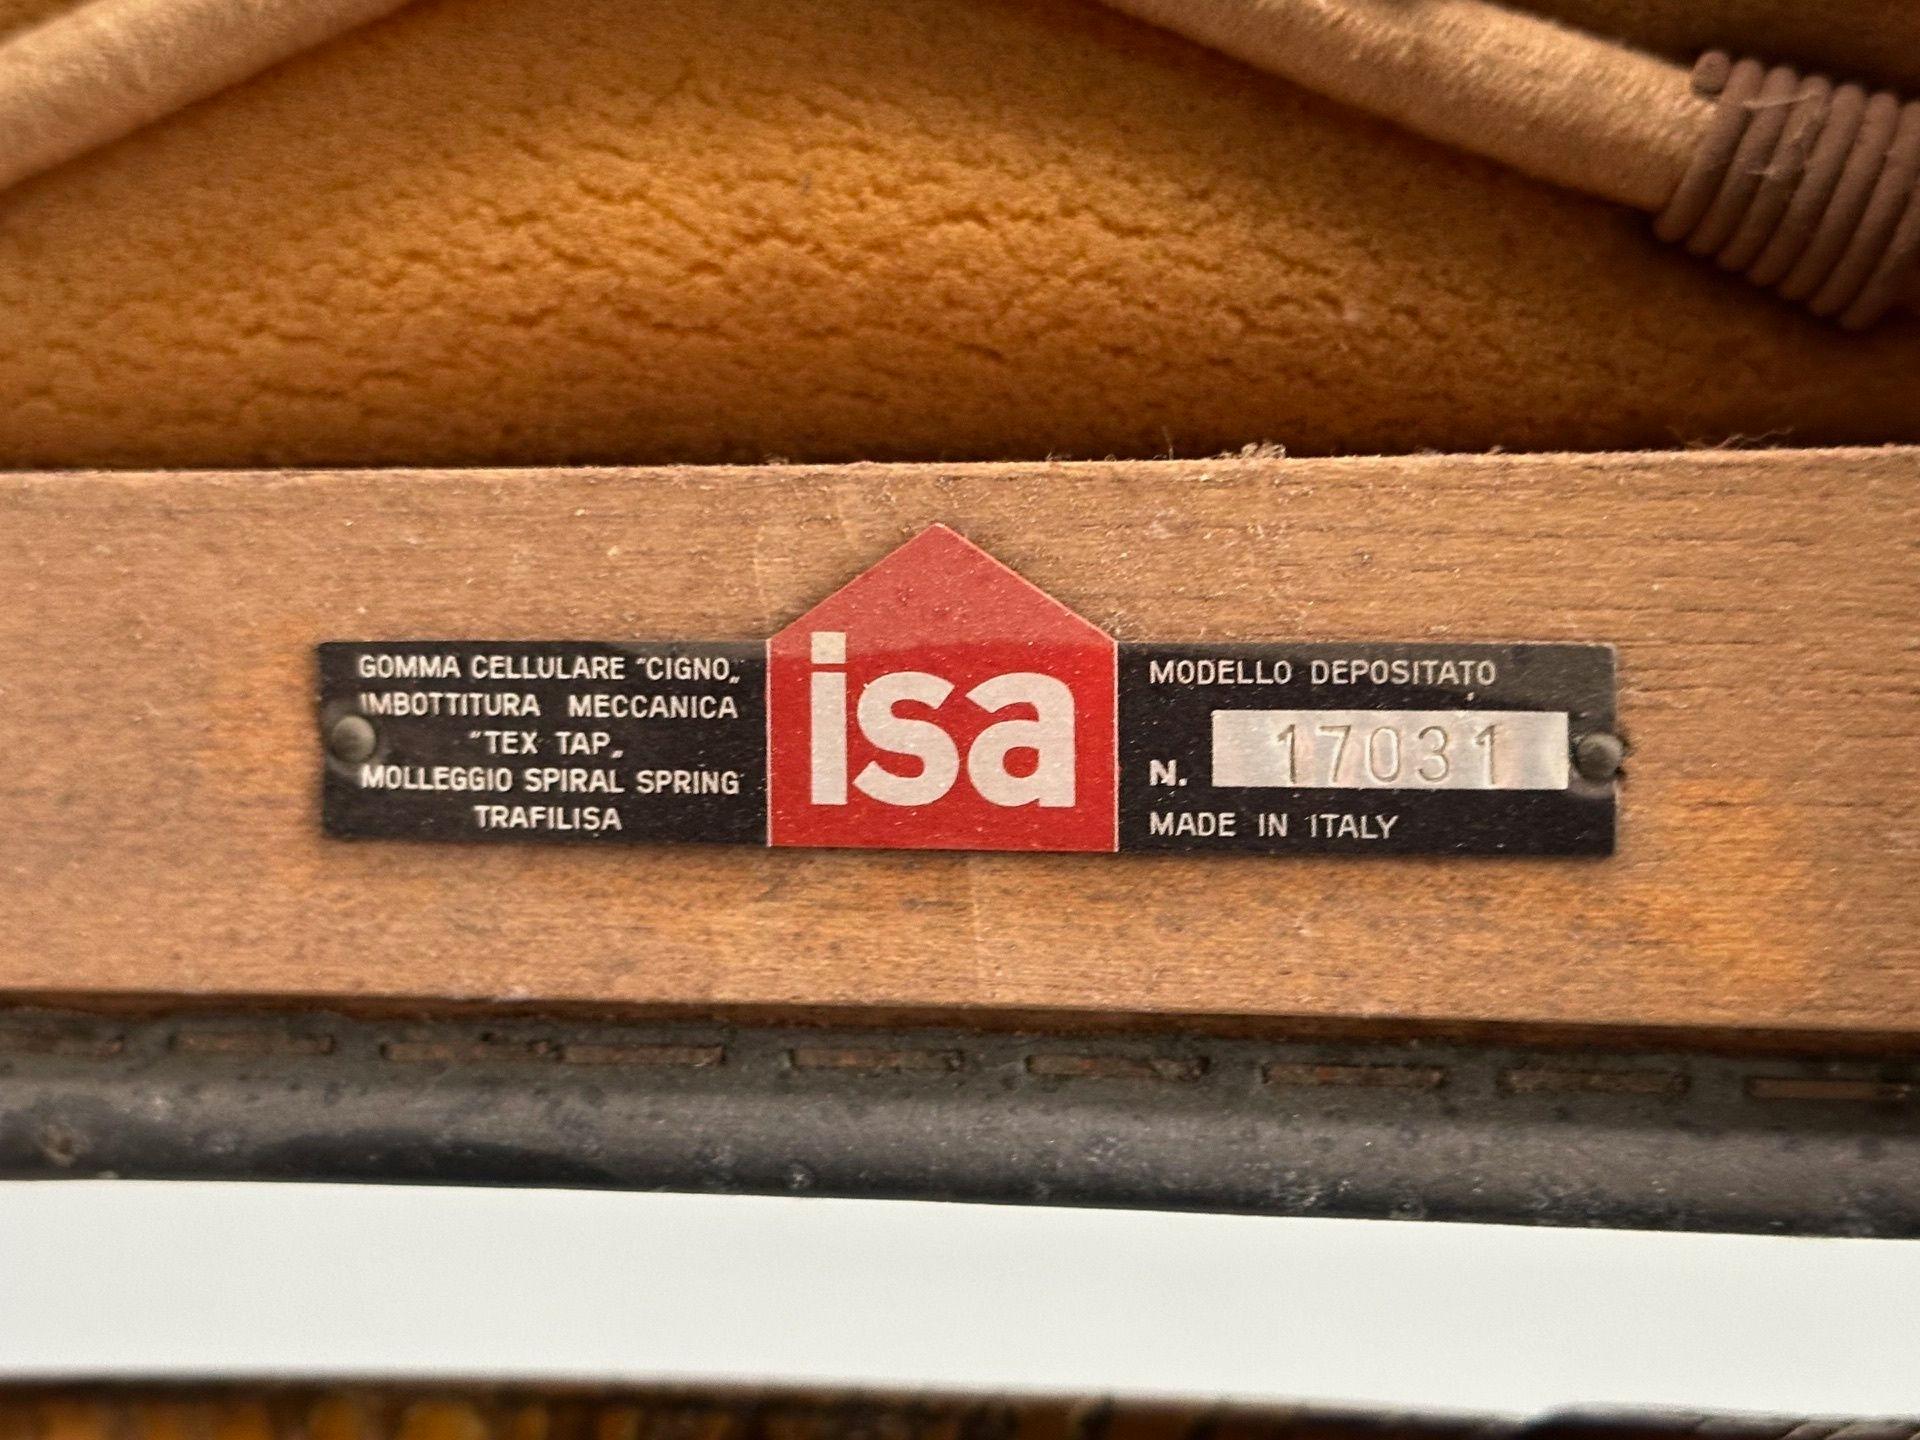 GOMMA CELLULARE "CIGNO„
IMBOTTITURA MECCANICA
"TEX TAP„
MOLLEGGIO SPIRAL SPRING
TRAFILISA
isa
MODELLO DEPOSITATO
N. 17031
MADE IN ITALY